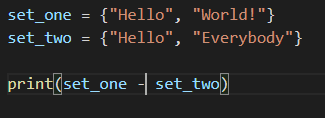 set_one = {"Hello", "World!"}
set_two = {"Hello", "Everybody"}
print(set_one - set_two)